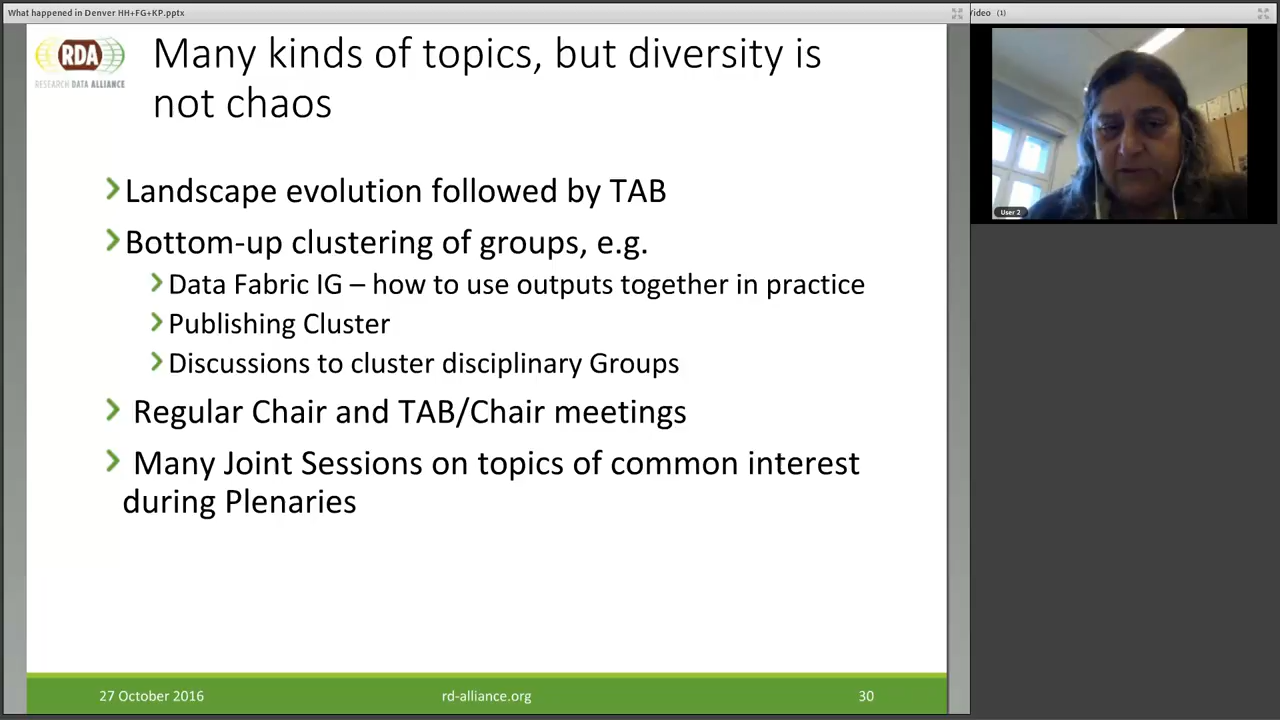 What happened in Denver HH+FG+KP.pptx
Video (1)
RDA
RESEARCH DATA ALLIANCE
Many kinds of topics, but diversity is
not chaos
Landscape evolution followed by TAB
Bottom-up clustering of groups, e.g.
Data Fabric IG – how to use outputs together in practice
Publishing Cluster
Discussions to cluster disciplinary Groups
Regular Chair and TAB/Chair meetings
Many Joint Sessions on topics of common interest
during Plenaries
User 2
27 October 2016
rd-alliance.org
30